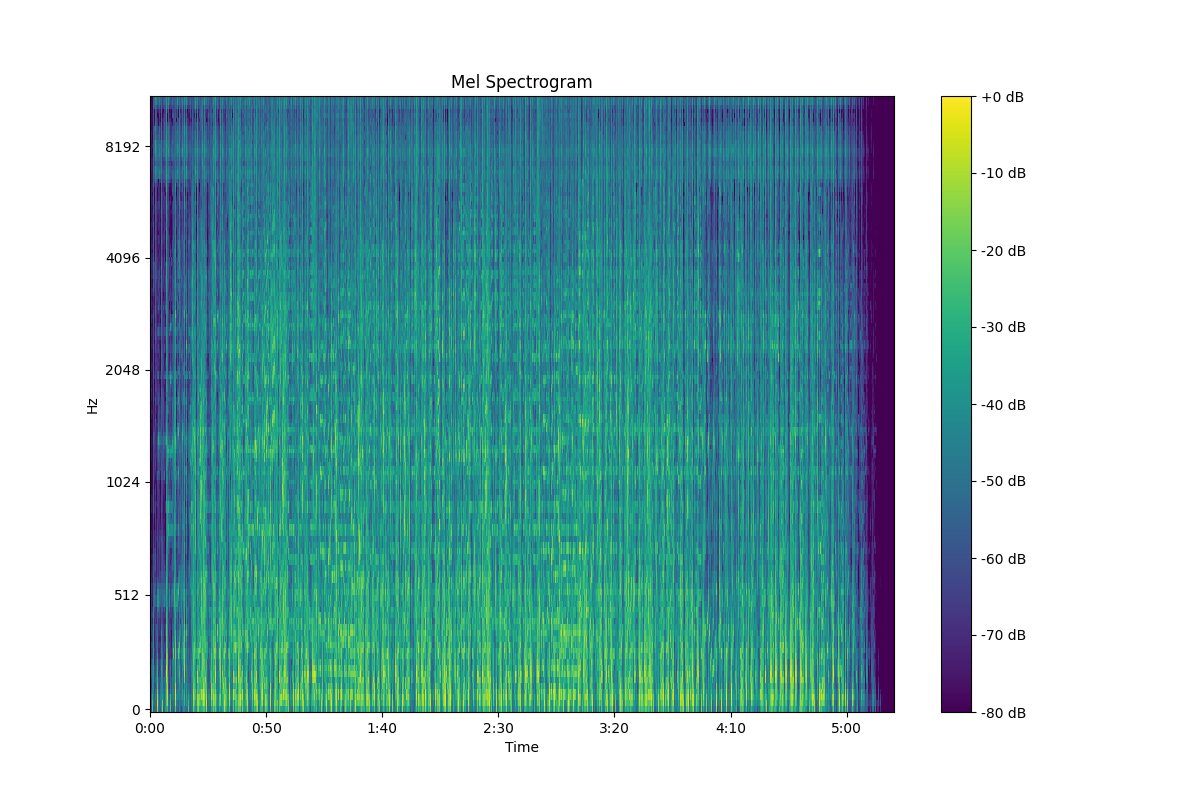 Mel Spectrogram
+0 dB
8192
-10 dB
-20 dB
4096
-30 dB
2048
Hz
-40 dB
1024
-50 dB
-60 dB
512
-70 dB
0
-80 dB
0:00 0:50 1:40 2:30 3:20 4:10 5:00
Time